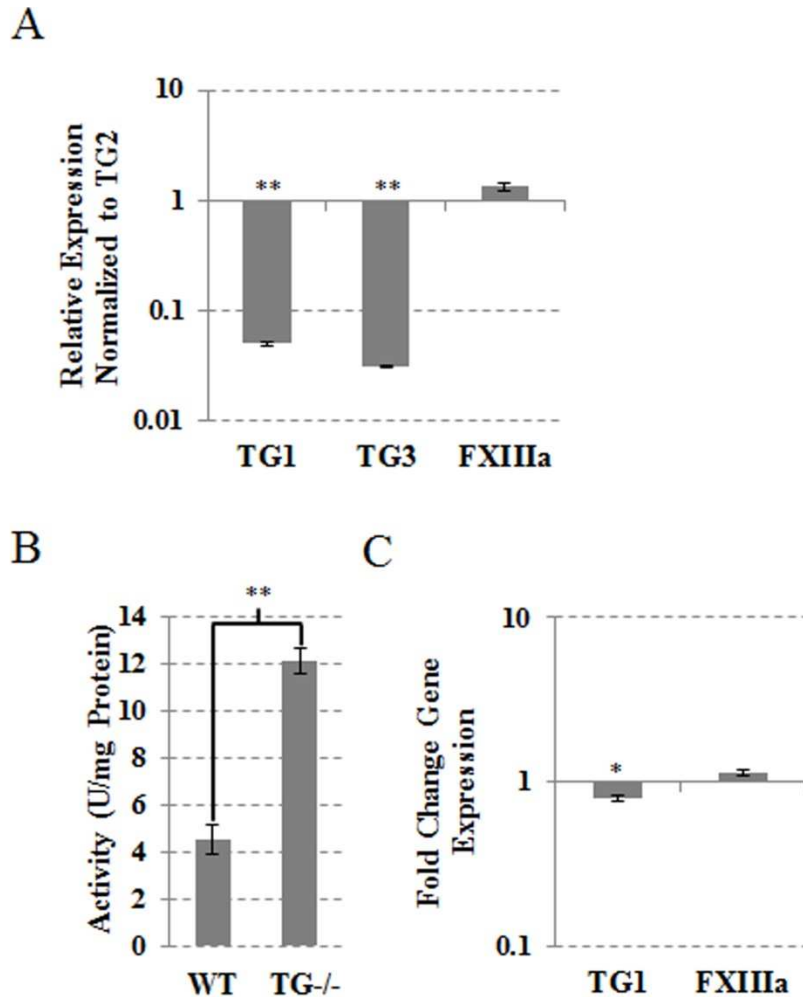 A
Relative Expression
Normalized to TG2
10
1
0.1
0.01
**
**
TG1 TG3 FXIIIa
B
Activity (U/mg Protein)
14
12
10
8
6
4
2
0
**
WT TG-/-
C
Fold Change Gene
Expression
10
1
0.1
*
TG1 FXIIIa